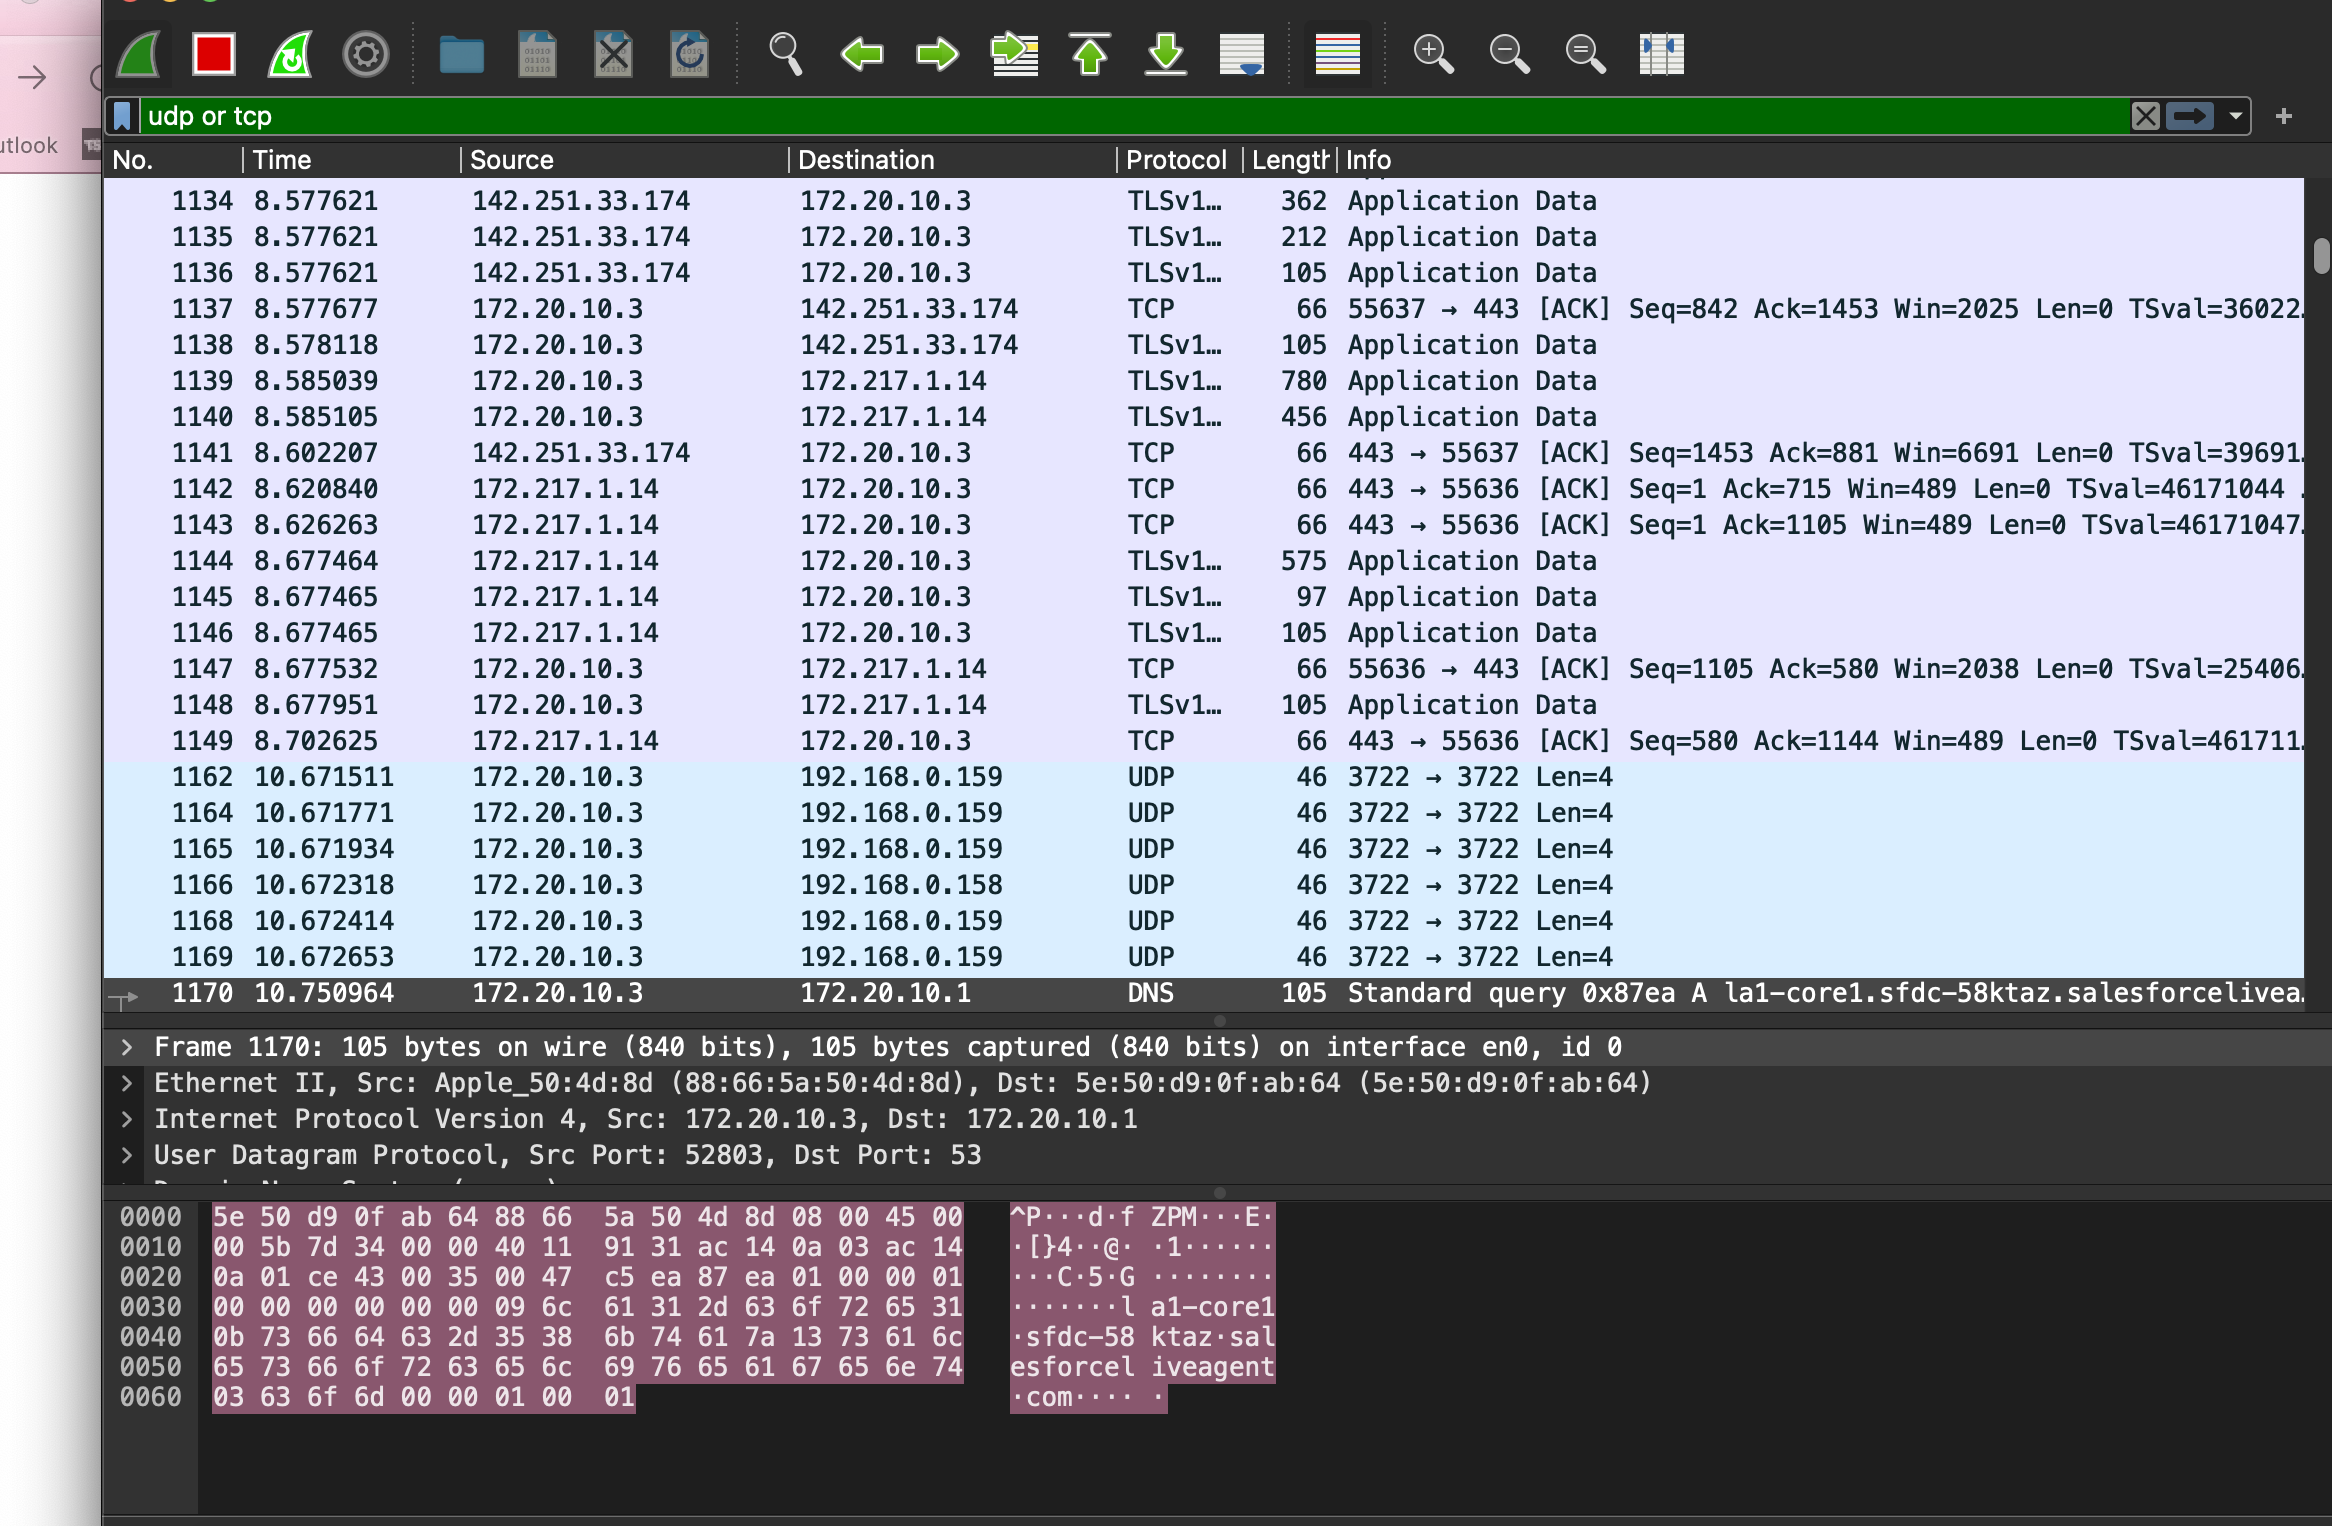 utlook
udp or tcp
No. Time Source Destination Protocol Length Info
1134 8.577621 142.251.33.174 172.20.10.3 TLSv1… 362 Application Data
1135 8.577621 142.251.33.174 172.20.10.3 TLSv1… 212 Application Data
1136 8.577621 142.251.33.174 172.20.10.3 TLSv1… 105 Application Data
1137 8.577677 172.20.10.3 142.251.33.174 TCP 66 55637 → 443 [ACK] Seq=842 Ack=1453 Win=2025 Len=0 TSval=36022…
1138 8.578118 172.20.10.3 142.251.33.174 TLSv1… 105 Application Data
1139 8.585039 172.20.10.3 172.217.1.14 TLSv1… 780 Application Data
1140 8.585105 172.20.10.3 172.217.1.14 TLSv1… 456 Application Data
1141 8.602207 142.251.33.174 172.20.10.3 TCP 66 443 → 55637 [ACK] Seq=1453 Ack=881 Win=6691 Len=0 TSval=39691…
1142 8.620840 172.217.1.14 172.20.10.3 TCP 66 443 → 55636 [ACK] Seq=1 Ack=715 Win=489 Len=0 TSval=46171044 …
1143 8.626263 172.217.1.14 172.20.10.3 TCP 66 443 → 55636 [ACK] Seq=1 Ack=1105 Win=489 Len=0 TSval=46171047…
1144 8.677464 172.217.1.14 172.20.10.3 TLSv1… 575 Application Data
1145 8.677465 172.217.1.14 172.20.10.3 TLSv1… 97 Application Data
1146 8.677465 172.217.1.14 172.20.10.3 TLSv1… 105 Application Data
1147 8.677532 172.20.10.3 172.217.1.14 TCP 66 55636 → 443 [ACK] Seq=1105 Ack=580 Win=2038 Len=0 TSval=25406…
1148 8.677951 172.20.10.3 172.217.1.14 TLSv1… 105 Application Data
1149 8.702625 172.217.1.14 172.20.10.3 TCP 66 443 → 55636 [ACK] Seq=580 Ack=1144 Win=489 Len=0 TSval=461711…
1162 10.671511 172.20.10.3 192.168.0.159 UDP 46 3722 → 3722 Len=4
1164 10.671771 172.20.10.3 192.168.0.159 UDP 46 3722 → 3722 Len=4
1165 10.671934 172.20.10.3 192.168.0.159 UDP 46 3722 → 3722 Len=4
1166 10.672318 172.20.10.3 192.168.0.158 UDP 46 3722 → 3722 Len=4
1168 10.672414 172.20.10.3 192.168.0.159 UDP 46 3722 → 3722 Len=4
1169 10.672653 172.20.10.3 192.168.0.159 UDP 46 3722 → 3722 Len=4
1170 10.750964 172.20.10.3 172.20.10.1 DNS 105 Standard query 0x87ea A la1-core1.sfdc-58ktaz.salesforcelivea…
Frame 1170: 105 bytes on wire (840 bits), 105 bytes captured (840 bits) on interface en0, id 0
Ethernet II, Src: Apple_50:4d:8d (88:66:5a:50:4d:8d), Dst: 5e:50:d9:0f:ab:64 (5e:50:d9:0f:ab:64)
Internet Protocol Version 4, Src: 172.20.10.3, Dst: 172.20.10.1
User Datagram Protocol, Src Port: 52803, Dst Port: 53
0000 5e 50 d9 0f ab 64 88 66 5a 50 4d 8d 08 00 45 00 ^P···d·f ZPM···E·
0010 00 5b 7d 34 00 00 40 11 91 31 ac 14 0a 03 ac 14 ·[}4··@· ·1······
0020 0a 01 ce 43 00 35 00 47 c5 ea 87 ea 01 00 00 01 ···C·5·G ········
0030 00 00 00 00 00 00 09 6c 61 31 2d 63 6f 72 65 31 ·······l a1-core1
0040 0b 73 66 64 63 2d 35 38 6b 74 61 7a 13 73 61 6c ·sfdc-58 ktaz·sal
0050 65 73 66 6f 72 63 65 6c 69 76 65 61 67 65 6e 74 esforcel iveagent
0060 03 63 6f 6d 00 00 01 00 01 ·com···· ·